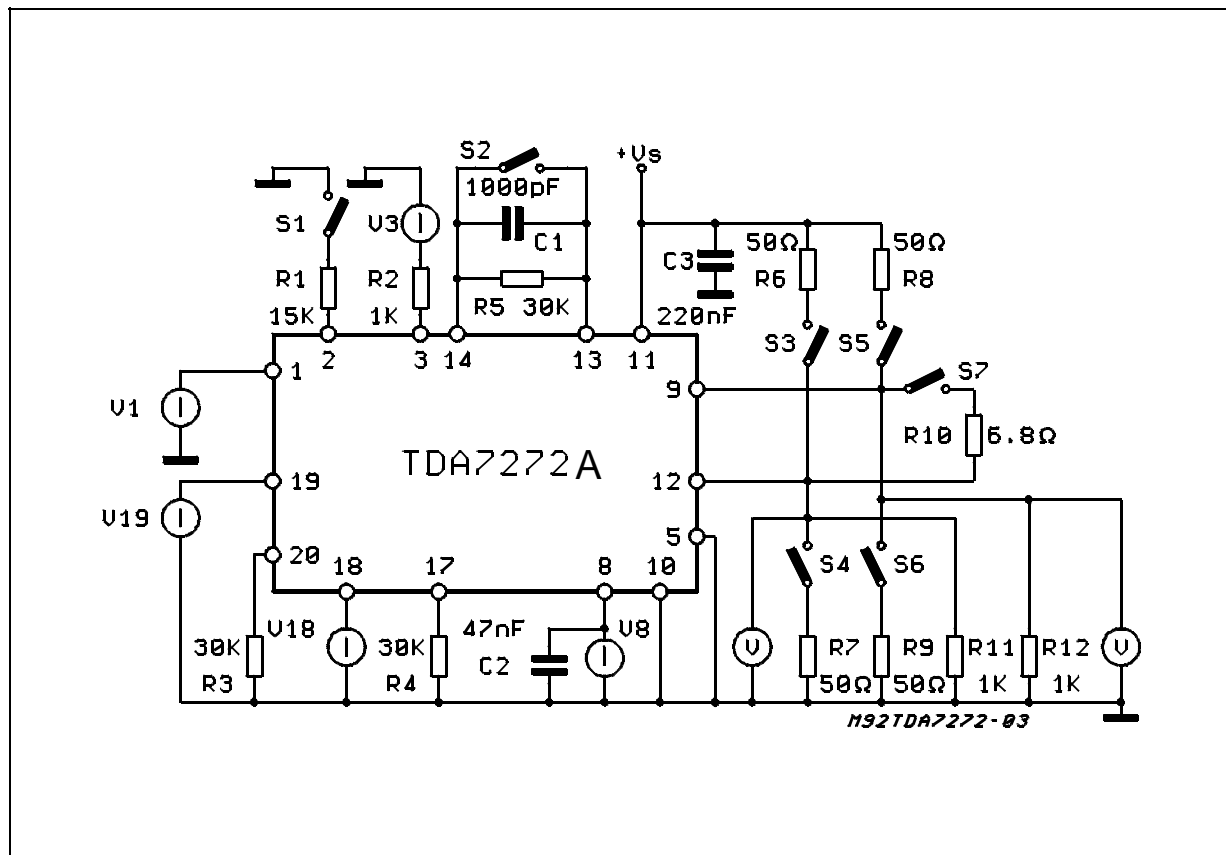 S2
+Vs
1000pF
S1
V3
C1
C3
50Ω
50Ω
R1
R2
R6
R8
R5
30K
15K
1K
220nF
2
3
14
13
11
S3
S5
S7
1
9
V1
R10
6.8Ω
TDA7272A
19
12
V19
5
20
18
17
8
10
S4
S6
V18
47nF
V8
30K
30K
C2
V
R7
R9
R11
R12
V
R3
R4
50Ω
50Ω
1K
1K
M92TDA7272-03